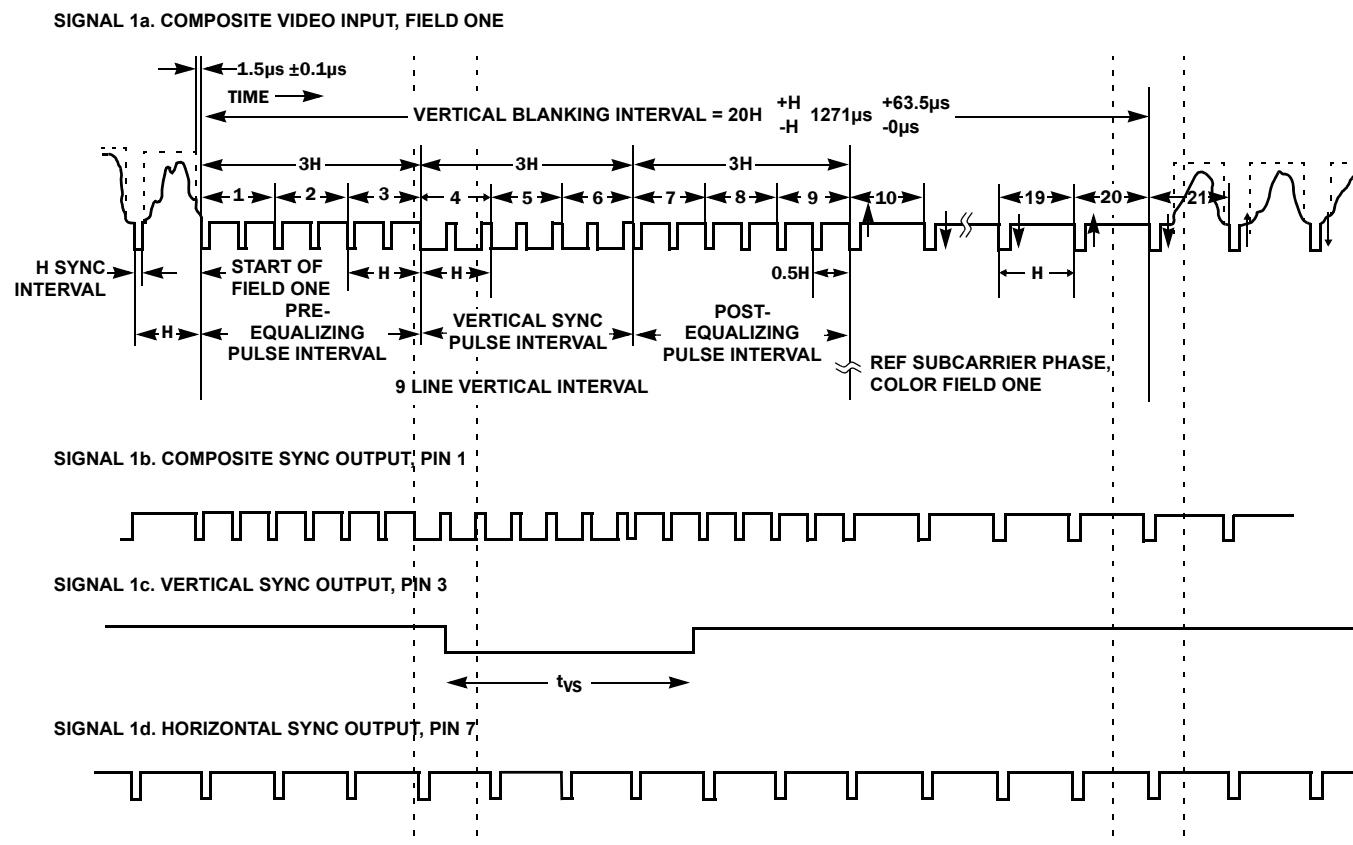 SIGNAL 1a. COMPOSITE VIDEO INPUT, FIELD ONE
1.5µs ±0.1µs
TIME
VERTICAL BLANKING INTERVAL = 20H
+H
-H
1271µs
+63.5µs
-0µs
3H
3H
3H
1
2
3
4
5
6
7
8
9
10
19
20
21
H SYNC
INTERVAL
START OF
FIELD ONE
H
H
0.5H
H
H
PRE-
EQUALIZING
PULSE INTERVAL
VERTICAL SYNC
PULSE INTERVAL
POST-
EQUALIZING
PULSE INTERVAL
REF SUBCARRIER PHASE,
COLOR FIELD ONE
9 LINE VERTICAL INTERVAL
SIGNAL 1b. COMPOSITE SYNC OUTPUT, PIN 1
SIGNAL 1c. VERTICAL SYNC OUTPUT, PIN 3
tVS
SIGNAL 1d. HORIZONTAL SYNC OUTPUT, PIN 7